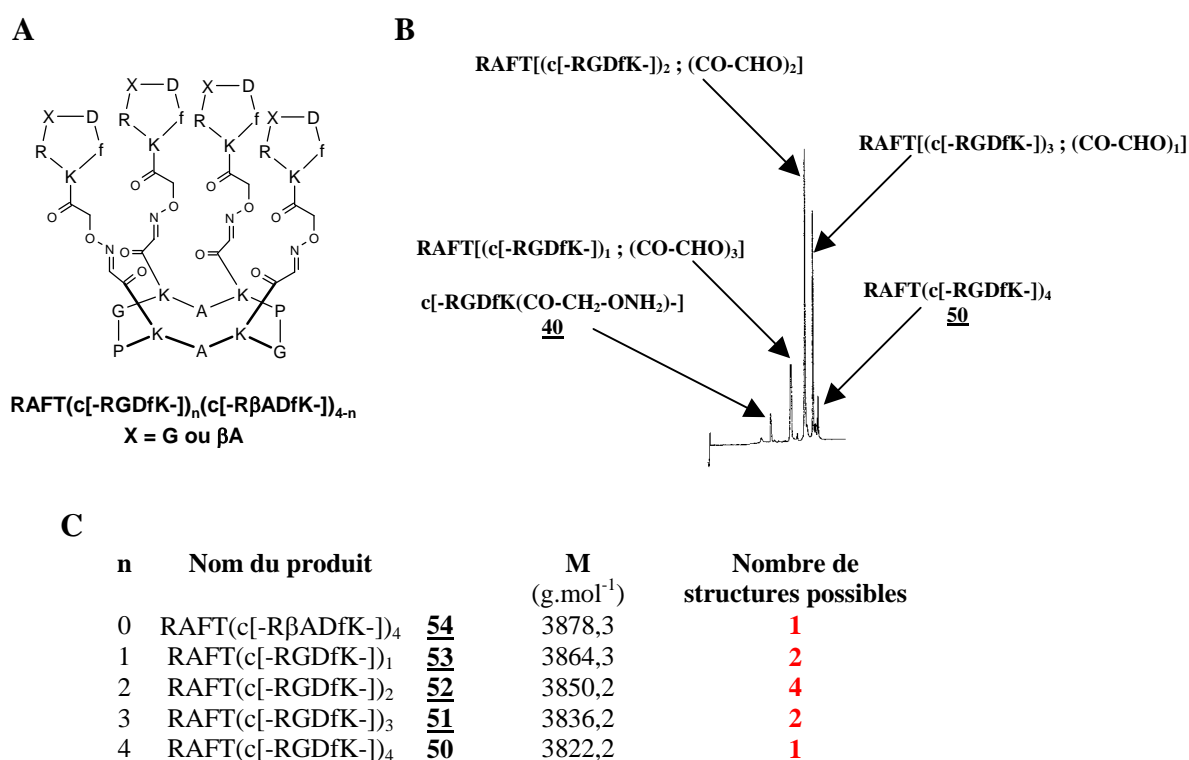 A
B
RAFT[(c[-RGDfK-])2 ; (CO-CHO)2]
RAFT[(c[-RGDfK-])3 ; (CO-CHO)1]
RAFT[(c[-RGDfK-])1 ; (CO-CHO)3]
c[-RGDfK(CO-CH2-ONH2)-]
40
RAFT(c[-RGDfK-])4
50
X D X D X D X D
R f R R f R f
K K K K
O O O O
O O O O
N N N N
O O O O
G K A K P
P K A K G
RAFT(c[-RGDfK-])n(c[-RβADfK-])4-n
X = G ou βA
C
n Nom du produit M Nombre de
(g.mol-1) structures possibles
0 RAFT(c[-RβADfK-])4 54 3878,3 1
1 RAFT(c[-RGDfK-])1 53 3864,3 2
2 RAFT(c[-RGDfK-])2 52 3850,2 4
3 RAFT(c[-RGDfK-])3 51 3836,2 2
4 RAFT(c[-RGDfK-])4 50 3822,2 1